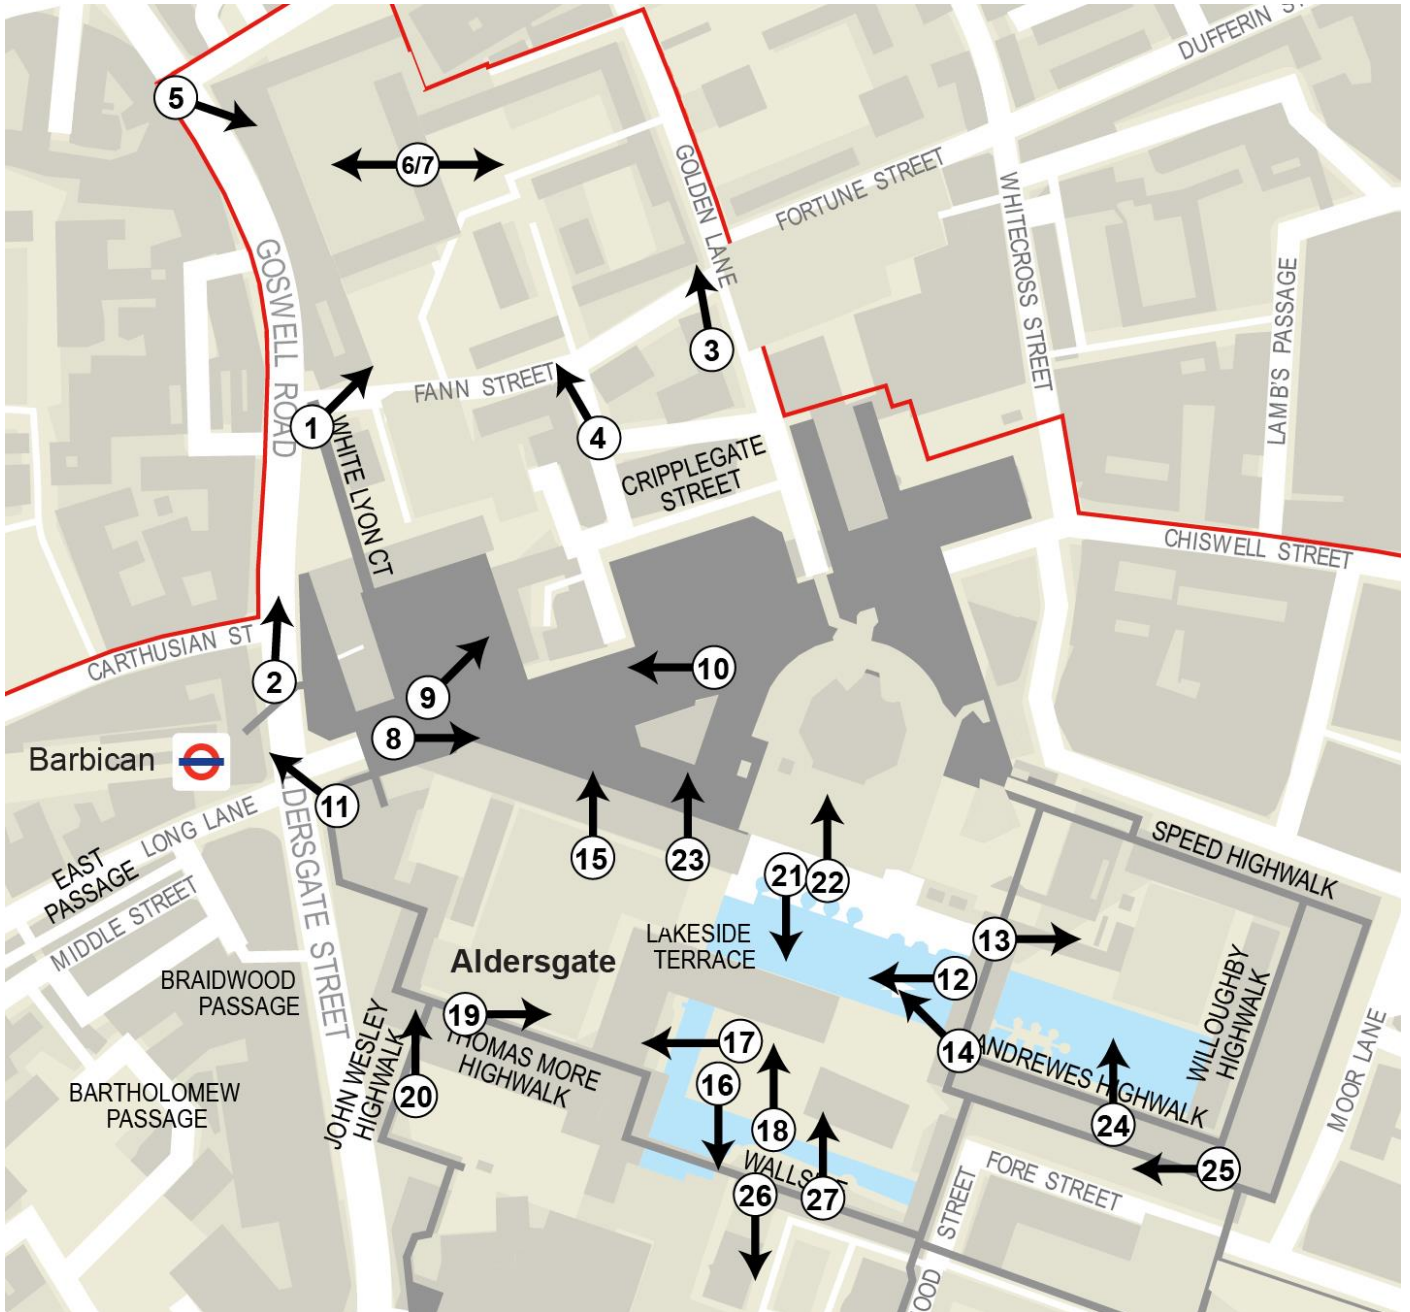 DUFFERIN S
5
6/7
GOLDEN LANE
FORTUNE STREET
WHITECROSS STREET
GOSWELL ROAD
LAMB'S PASSAGE
3
FANN STREET
1
WHITE LYON CT
4
CRIPPLEGATE
STREET
CHISWELL STREET
CARTHUSIAN ST
2
9
10
8
Barbican
11
LONG LANE
EAST
PASSAGE
MIDDLE STREET
LDERSGATE STREET
15
23
21
22
SPEED HIGHWALK
13
LAKESIDE
TERRACE
Aldersgate
12
BRAIDWOOD
PASSAGE
WILLOUGHBY
HIGHWALK
19
THOMAS MORE
HIGHWALK
17
14
ANDREWES HIGHWALK
JOHN WESLEY
HIGHWALK
20
16
18
24
MOOR LANE
BARTHOLOMEW
PASSAGE
25
26
27
FORE STREET
OOD STREET